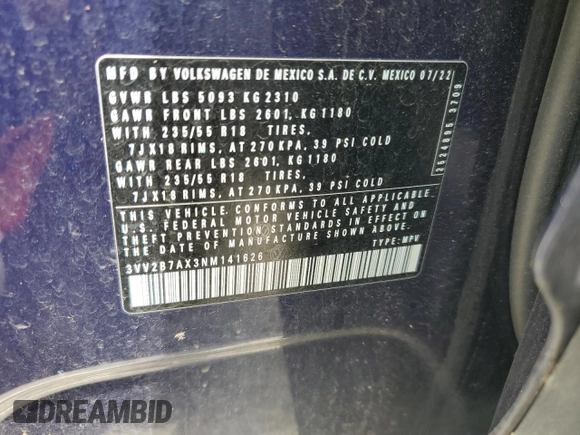 MFD BY VOLKSWAGEN DE MEXICO S.A. DE C.V. MEXICO 07/22
GVWR LBS 5093 KG 2310
GAWR FRONT LBS 2601, KG 1180
WITH 235/55 R18 TIRES,
7JX18 RIMS, AT 270 KPA, 39 PSI COLD
GAWR REAR LBS 2601, KG 1180
WITH 235/55 R18 TIRES,
7JX18 RIMS, AT 270 KPA, 39 PSI COLD
THIS VEHICLE CONFORMS TO ALL APPLICABLE
U.S. FEDERAL MOTOR VEHICLE SAFETY AND
THEFT PREVENTION STANDARDS IN EFFECT ON
THE DATE OF MANUFACTURE SHOWN ABOVE.
3VV2B7AX3NM141626 TYPE: MPV
3709
DREAMBID